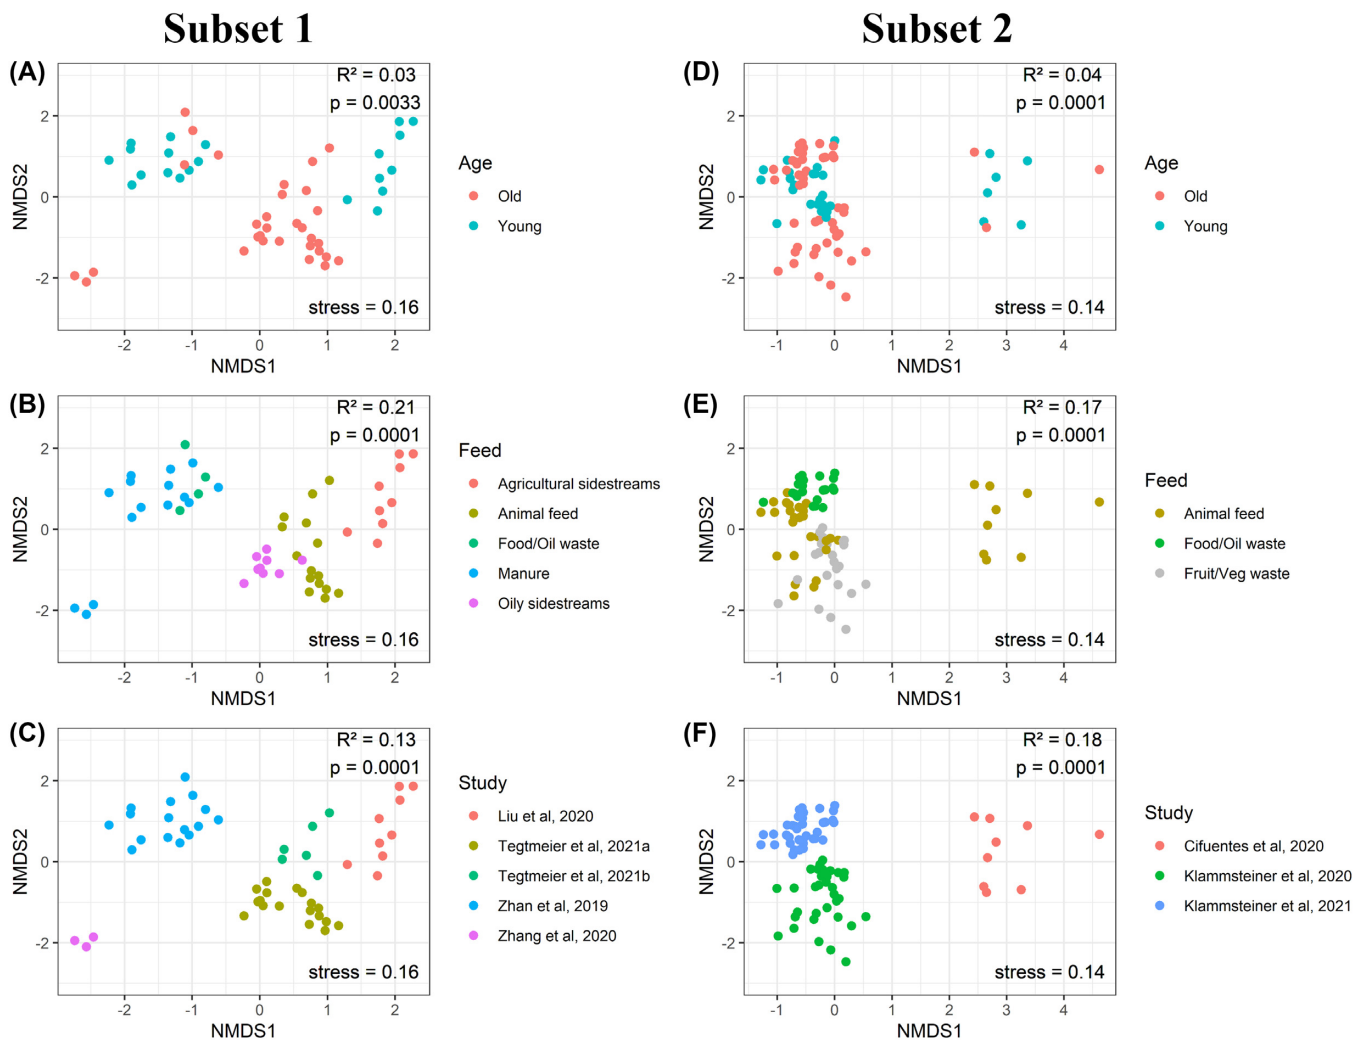 Subset 1
Subset 2
(A)
R² = 0.03
p = 0.0033
stress = 0.16
NMDS2
2
0
-2
-2
-1
0
1
2
NMDS1
Age
Old
Young
(D)
R² = 0.04
p = 0.0001
stress = 0.14
NMDS2
2
0
-2
-1
0
1
2
3
4
NMDS1
Age
Old
Young
(B)
R² = 0.21
p = 0.0001
stress = 0.16
NMDS2
2
0
-2
-2
-1
0
1
2
NMDS1
Feed
Agricultural sidestreams
Animal feed
Food/Oil waste
Manure
Oily sidestreams
(E)
R² = 0.17
p = 0.0001
stress = 0.14
NMDS2
2
0
-2
-1
0
1
2
3
4
NMDS1
Feed
Animal feed
Food/Oil waste
Fruit/Veg waste
(C)
R² = 0.13
p = 0.0001
stress = 0.16
NMDS2
2
0
-2
-2
-1
0
1
2
NMDS1
Study
Liu et al, 2020
Tegtmeier et al, 2021a
Tegtmeier et al, 2021b
Zhan et al, 2019
Zhang et al, 2020
(F)
R² = 0.18
p = 0.0001
stress = 0.14
NMDS2
2
0
-2
-1
0
1
2
3
4
NMDS1
Study
Cifuentes et al, 2020
Klammsteiner et al, 2020
Klammsteiner et al, 2021